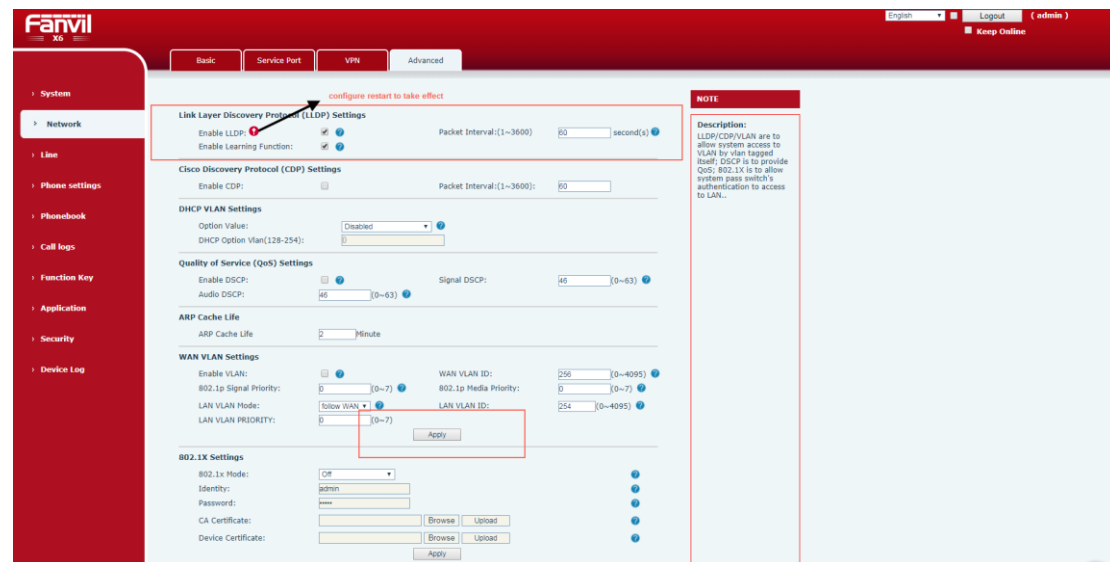 Fanvil
X6
English Logout ( admin )
Keep Online
Basic Service Port VPN Advanced
› System
› Network
› Line
› Phone settings
› Phonebook
› Call logs
› Function Key
› Application
› Security
› Device Log
configure restart to take effect
Link Layer Discovery Protocol (LLDP) Settings
Enable LLDP: Packet Interval:(1~3600) 60 second(s)
Enable Learning Function:
Cisco Discovery Protocol (CDP) Settings
Enable CDP: Packet Interval:(1~3600): 60
DHCP VLAN Settings
Option Value: Disabled
DHCP Option Vlan(128-254): 0
Quality of Service (QoS) Settings
Enable DSCP: Signal DSCP: 46 (0~63)
Audio DSCP: 46 (0~63)
ARP Cache Life
ARP Cache Life 2 Minute
WAN VLAN Settings
Enable VLAN: WAN VLAN ID: 256 (0~4095)
802.1p Signal Priority: 0 (0~7) 802.1p Media Priority: 0 (0~7)
LAN VLAN Mode: follow WAN LAN VLAN ID: 254 (0~4095)
LAN VLAN PRIORITY: 0 (0~7)
Apply
802.1X Settings
802.1x Mode: Off
Identity: admin
Password: •••••
CA Certificate: Browse Upload
Device Certificate: Browse Upload
Apply
NOTE
Description:
LLDP/CDP/VLAN are to
allow system access to
VLAN by vlan tagged
itself; DSCP is to provide
QoS; 802.1X is to allow
system pass switch's
authentication to access
to LAN..